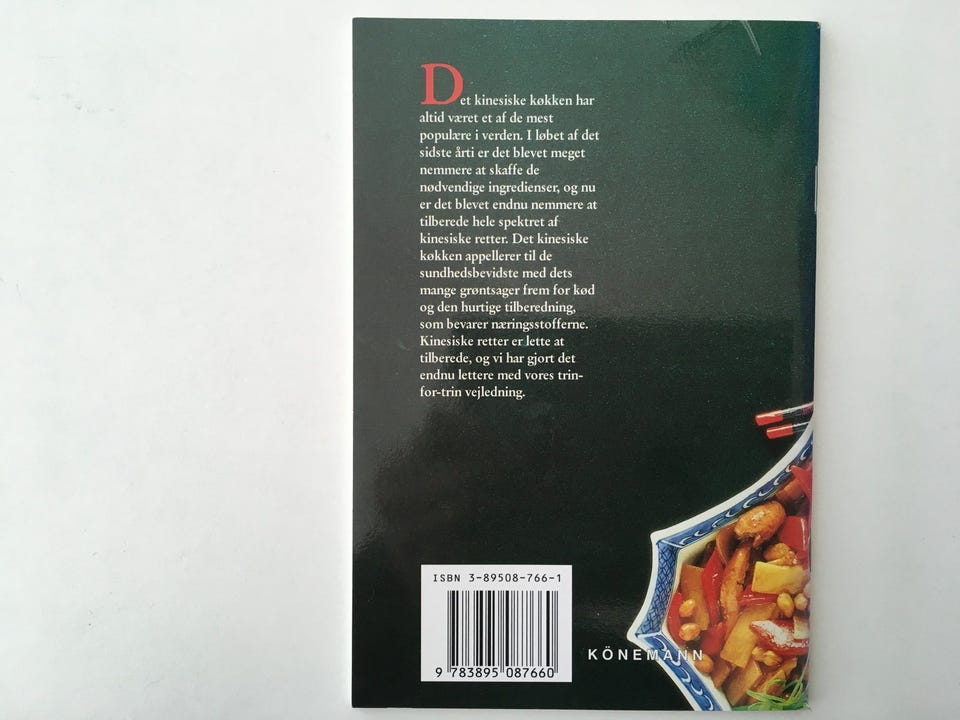 Det kinesiske køkken har
altid været et af de mest
populære i verden. I løbet af det
sidste årti er det blevet meget
nemmere at skaffe de
nødvendige ingredienser, og nu
er det blevet endnu nemmere at
tilberede hele spektret af
kinesiske retter. Det kinesiske
køkken appellerer til de
sundhedsbevidste med dets
mange grøntsager frem for kød
og den hurtige tilberedning,
som bevarer næringsstofferne.
Kinesiske retter er lette at
tilberede, og vi har gjort det
endnu lettere med vores trin-
for-trin vejledning.
ISBN 3-89508-766-1
9 783895 087660
KÖNEMANN